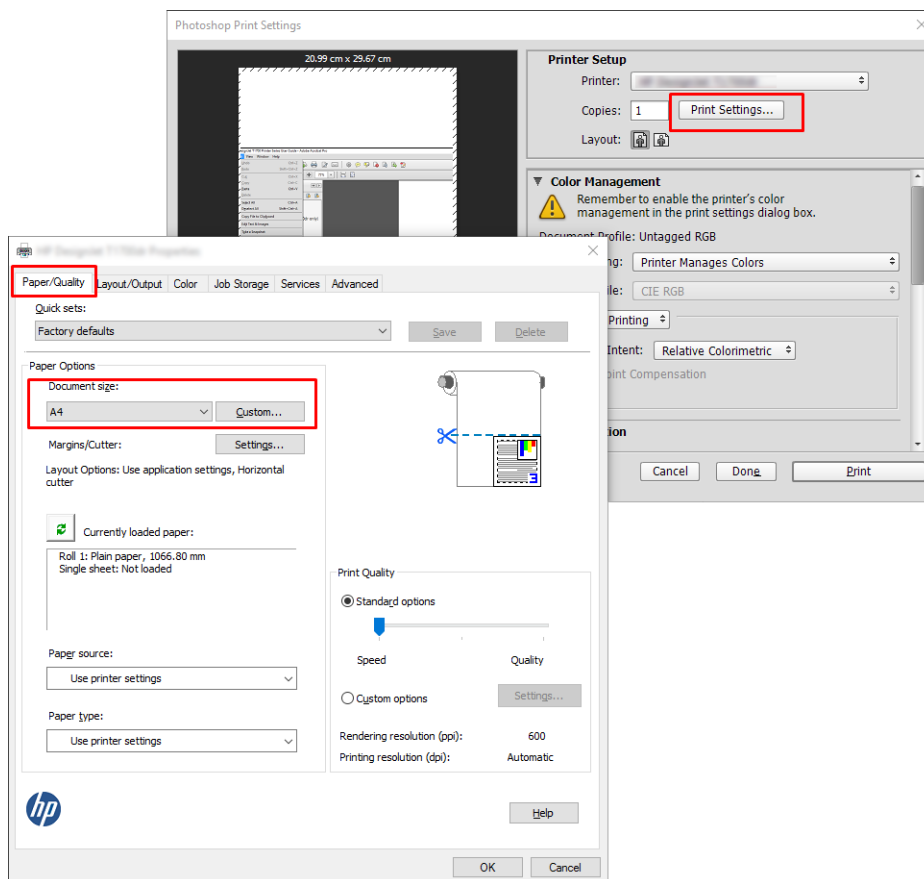 Photoshop Print Settings
20.99 cm x 29.67 cm
Printer Setup
Printer:
Copies: 1 Print Settings...
Layout:
Color Management
Remember to enable the printer's color
management in the print settings dialog box.
Document Profile: Untagged RGB
Printer Manages Colors
CIE RGB
Printing
Intent: Relative Colorimetric
Compensation
Cancel Done Print
Paper/Quality Layout/Output Color Job Storage Services Advanced
Quick sets:
Factory defaults Save Delete
Paper Options
Document size:
A4 Custom...
Margins/Cutter: Settings...
Layout Options: Use application settings, Horizontal
cutter
Currently loaded paper:
Roll 1: Plain paper, 1066.80 mm
Single sheet: Not loaded
Paper source:
Use printer settings
Paper type:
Use printer settings
Print Quality
Standard options
Speed Quality
Custom options Settings...
Rendering resolution (ppi): 600
Printing resolution (dpi): Automatic
hp
Help
OK Cancel